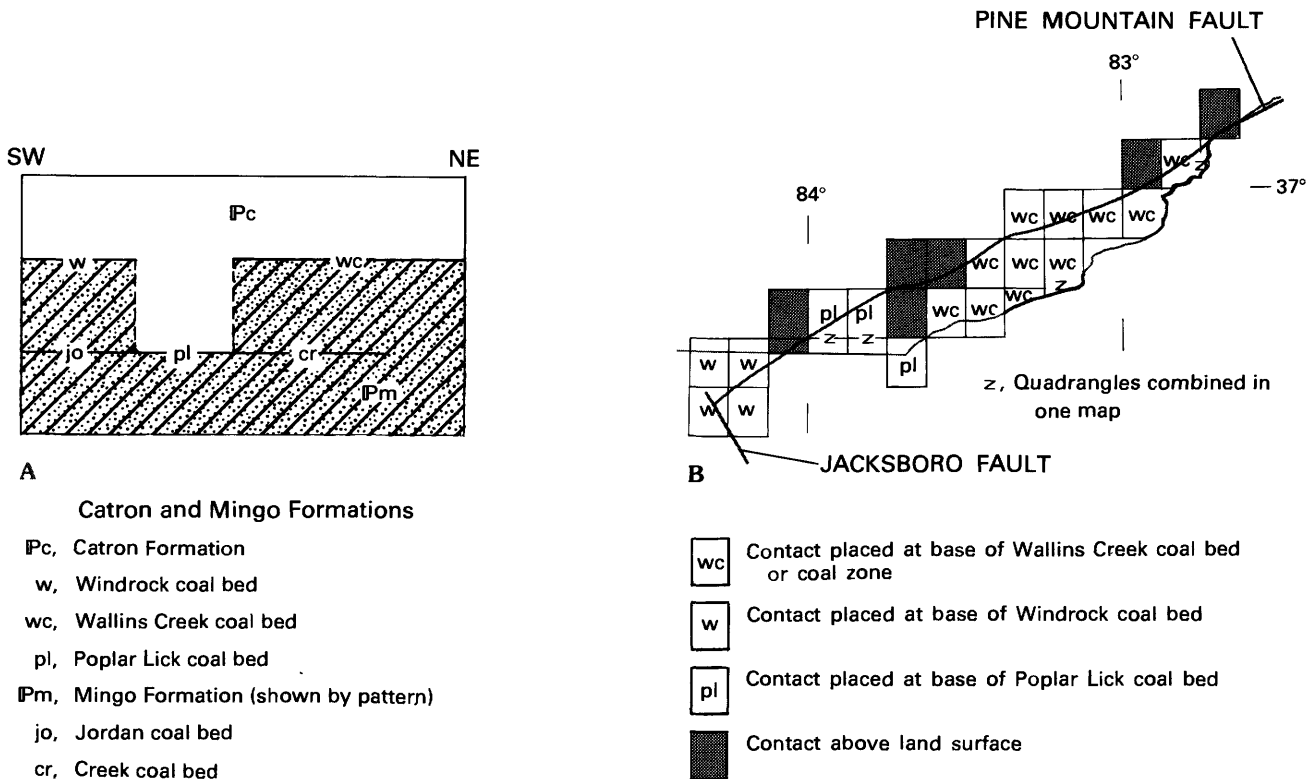 PINE MOUNTAIN FAULT
83°
SW
NE
ℙc
w
wc
jo
pl
cr
ℙm
A
84°
37°
wc
z
wc
wc
wc
wc
wc
wc
wc
z
pl
pl
z
z
wc
wc
wc
w
w
pl
w
w
z, Quadrangles combined in
one map
JACKSBORO FAULT
B
Catron and Mingo Formations
ℙc, Catron Formation
w, Windrock coal bed
wc, Wallins Creek coal bed
pl, Poplar Lick coal bed
ℙm, Mingo Formation (shown by pattern)
jo, Jordan coal bed
cr, Creek coal bed
wc Contact placed at base of Wallins Creek coal bed
or coal zone
w Contact placed at base of Windrock coal bed
pl Contact placed at base of Poplar Lick coal bed
Contact above land surface